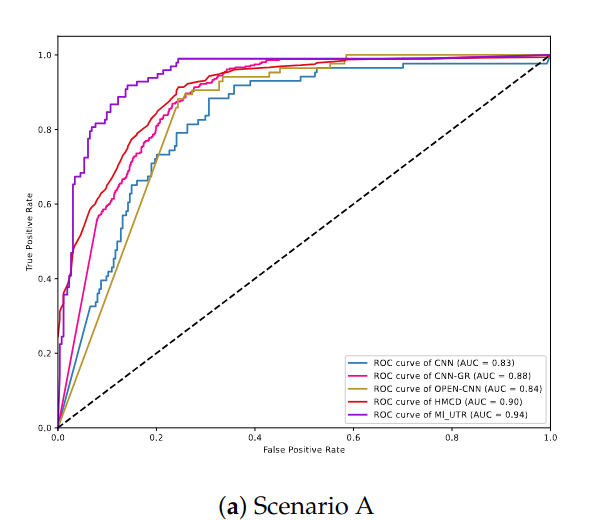 1.0
0.8
0.6
0.4
0.2
0.0
True Positive Rate
0.0 0.2 0.4 0.6 0.8 1.0
False Positive Rate
ROC curve of CNN (AUC = 0.83)
ROC curve of CNN-GR (AUC = 0.88)
ROC curve of OPEN-CNN (AUC = 0.84)
ROC curve of HMCD (AUC = 0.90)
ROC curve of MI_UTR (AUC = 0.94)
(a) Scenario A